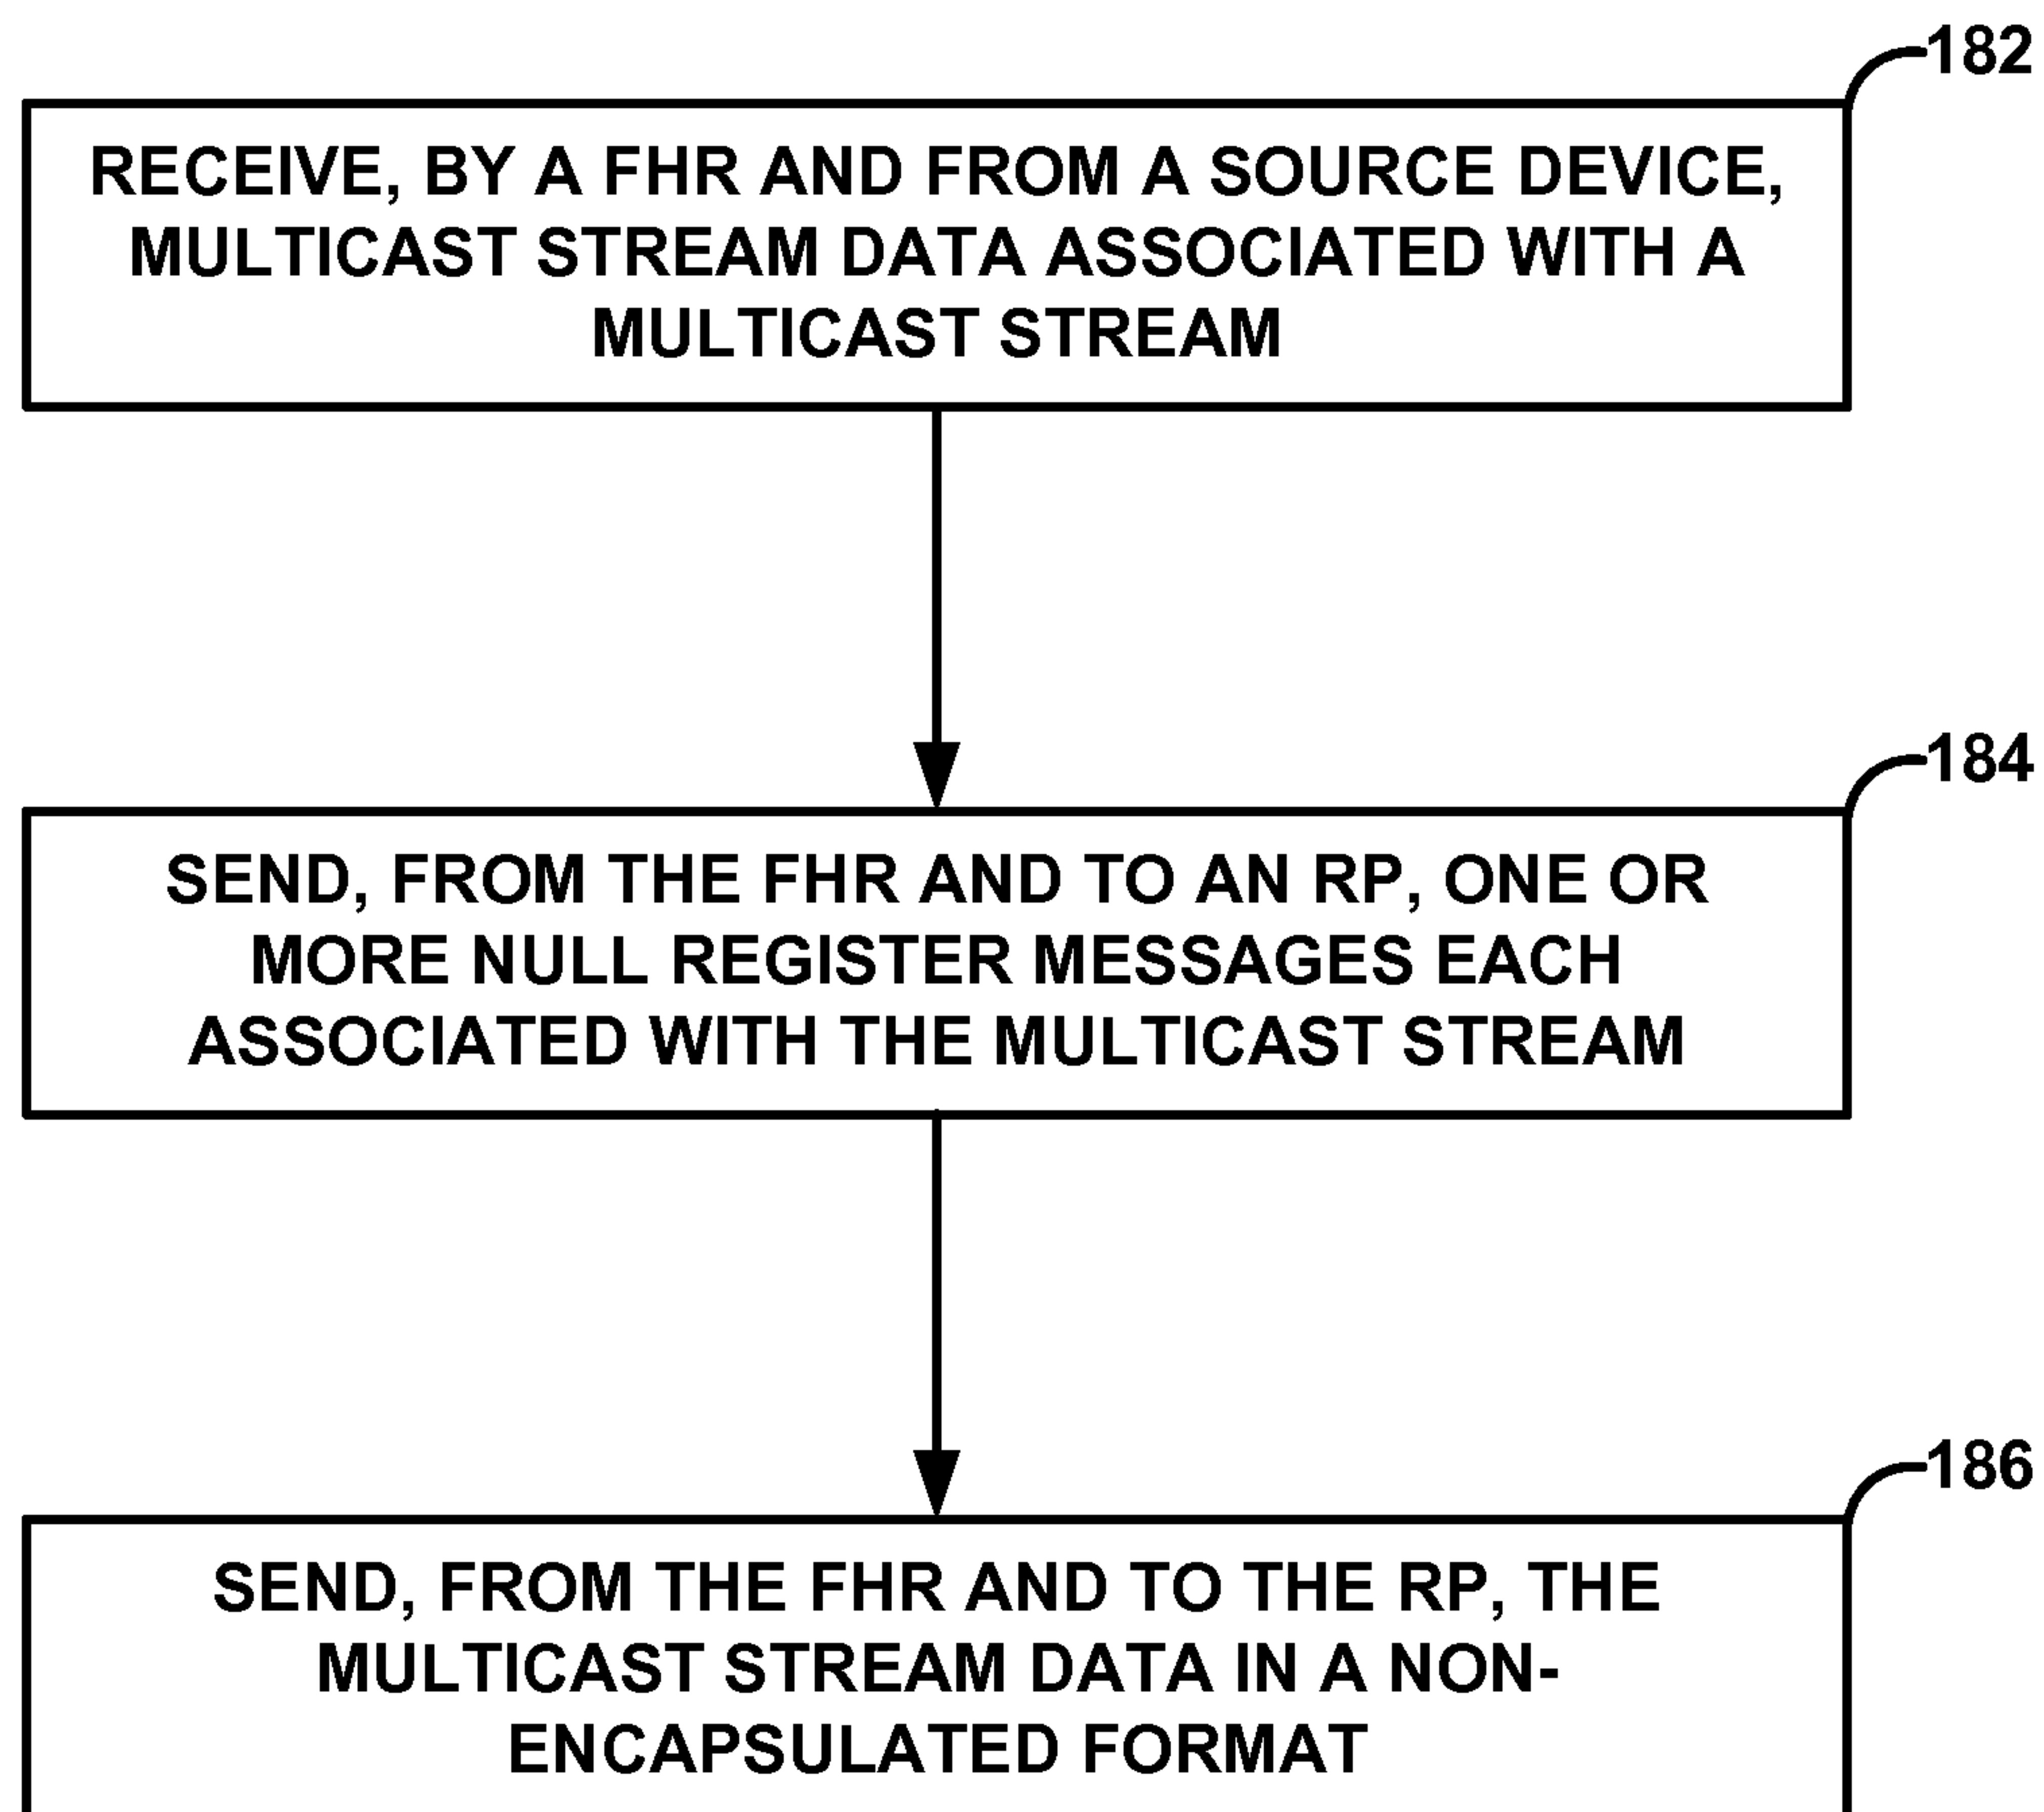 182
RECEIVE, BY A FHR AND FROM A SOURCE DEVICE,
MULTICAST STREAM DATA ASSOCIATED WITH A
MULTICAST STREAM
184
SEND, FROM THE FHR AND TO AN RP, ONE OR
MORE NULL REGISTER MESSAGES EACH
ASSOCIATED WITH THE MULTICAST STREAM
186
SEND, FROM THE FHR AND TO THE RP, THE
MULTICAST STREAM DATA IN A NON-
ENCAPSULATED FORMAT